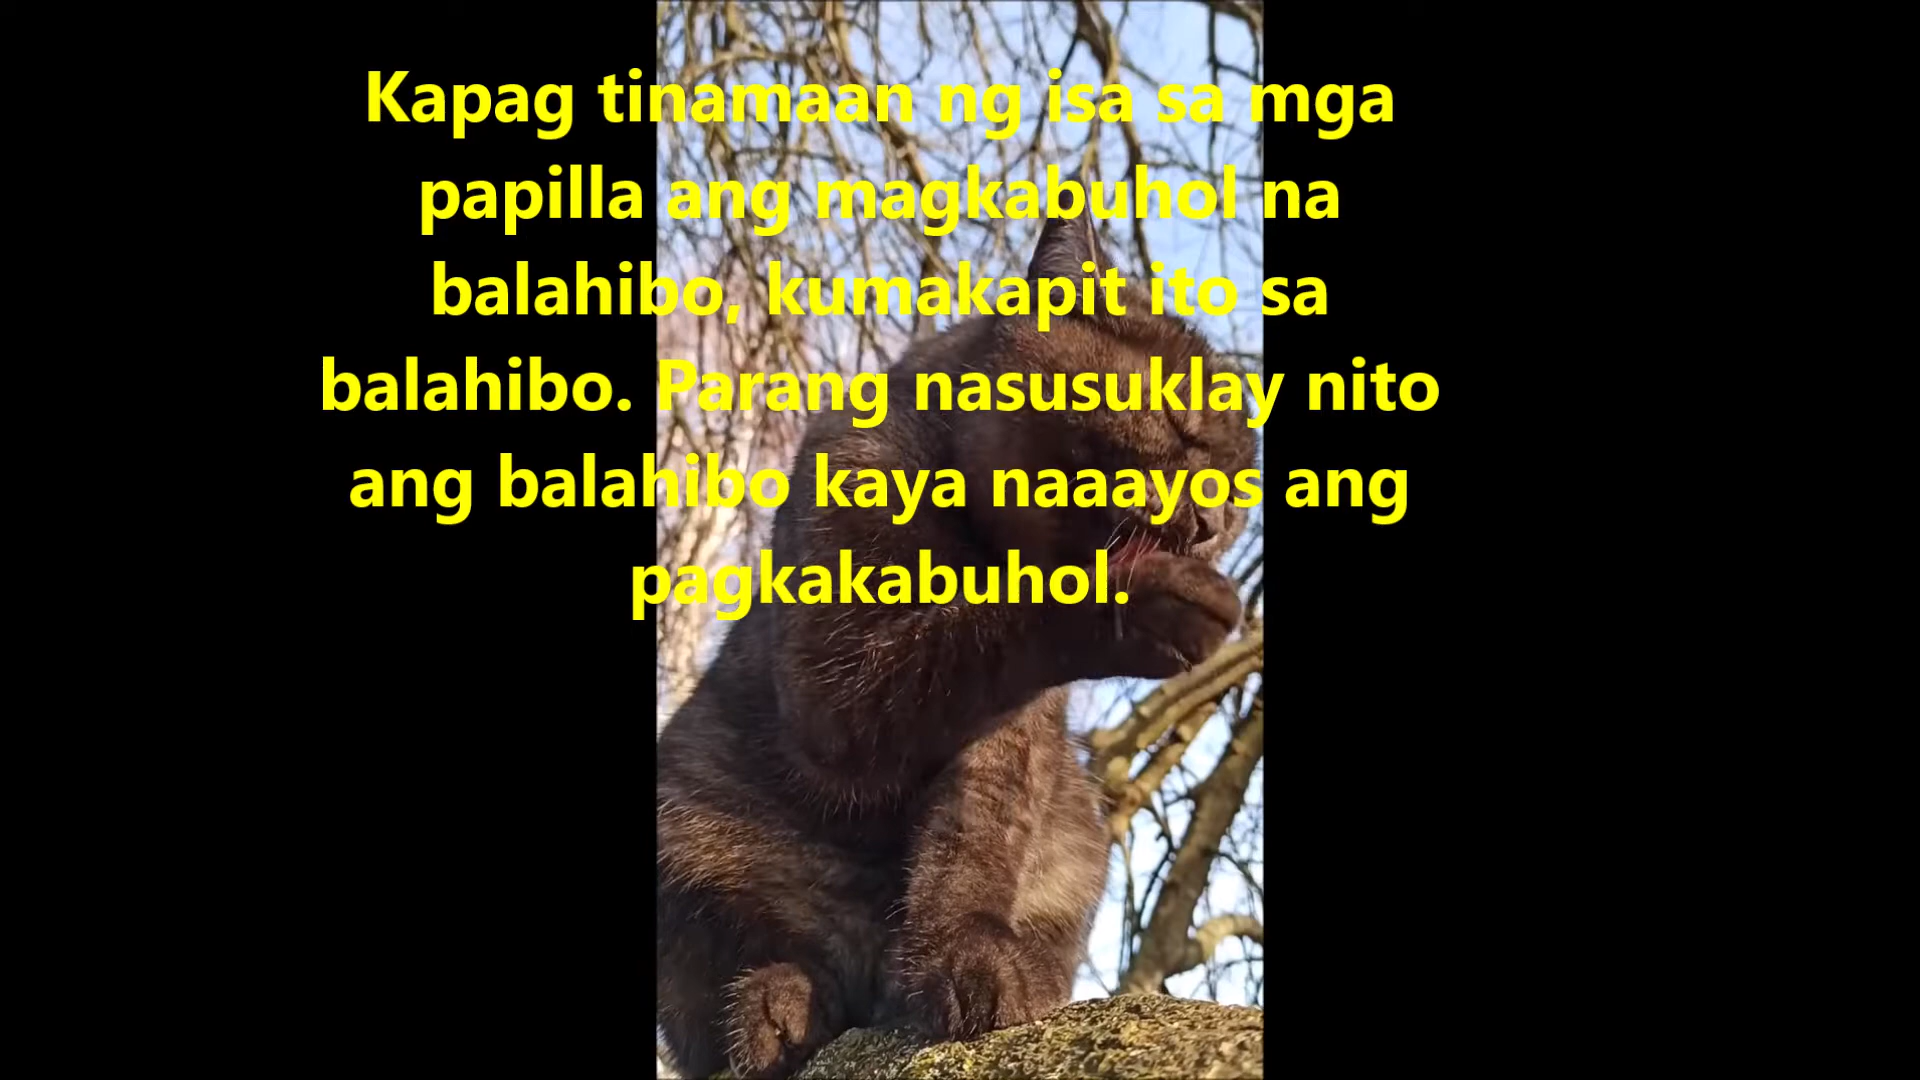 Kapag tinamaan ng isa sa mga
papilla ang magkabuhol na
balahibo, kumakapit ito sa
balahibo. Parang nasusuklay nito
ang balahibo kaya naaayos ang
pagkakabuhol.